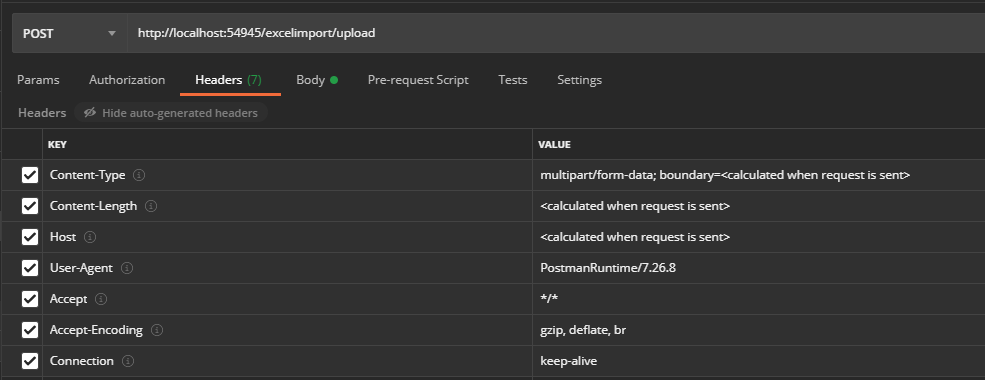 POST http://localhost:54945/excelimport/upload
Params Authorization Headers (7) Body Pre-request Script Tests Settings
Headers Hide auto-generated headers
KEY VALUE
Content-Type multipart/form-data; boundary=<calculated when request is sent>
Content-Length <calculated when request is sent>
Host <calculated when request is sent>
User-Agent PostmanRuntime/7.26.8
Accept */*
Accept-Encoding gzip, deflate, br
Connection keep-alive